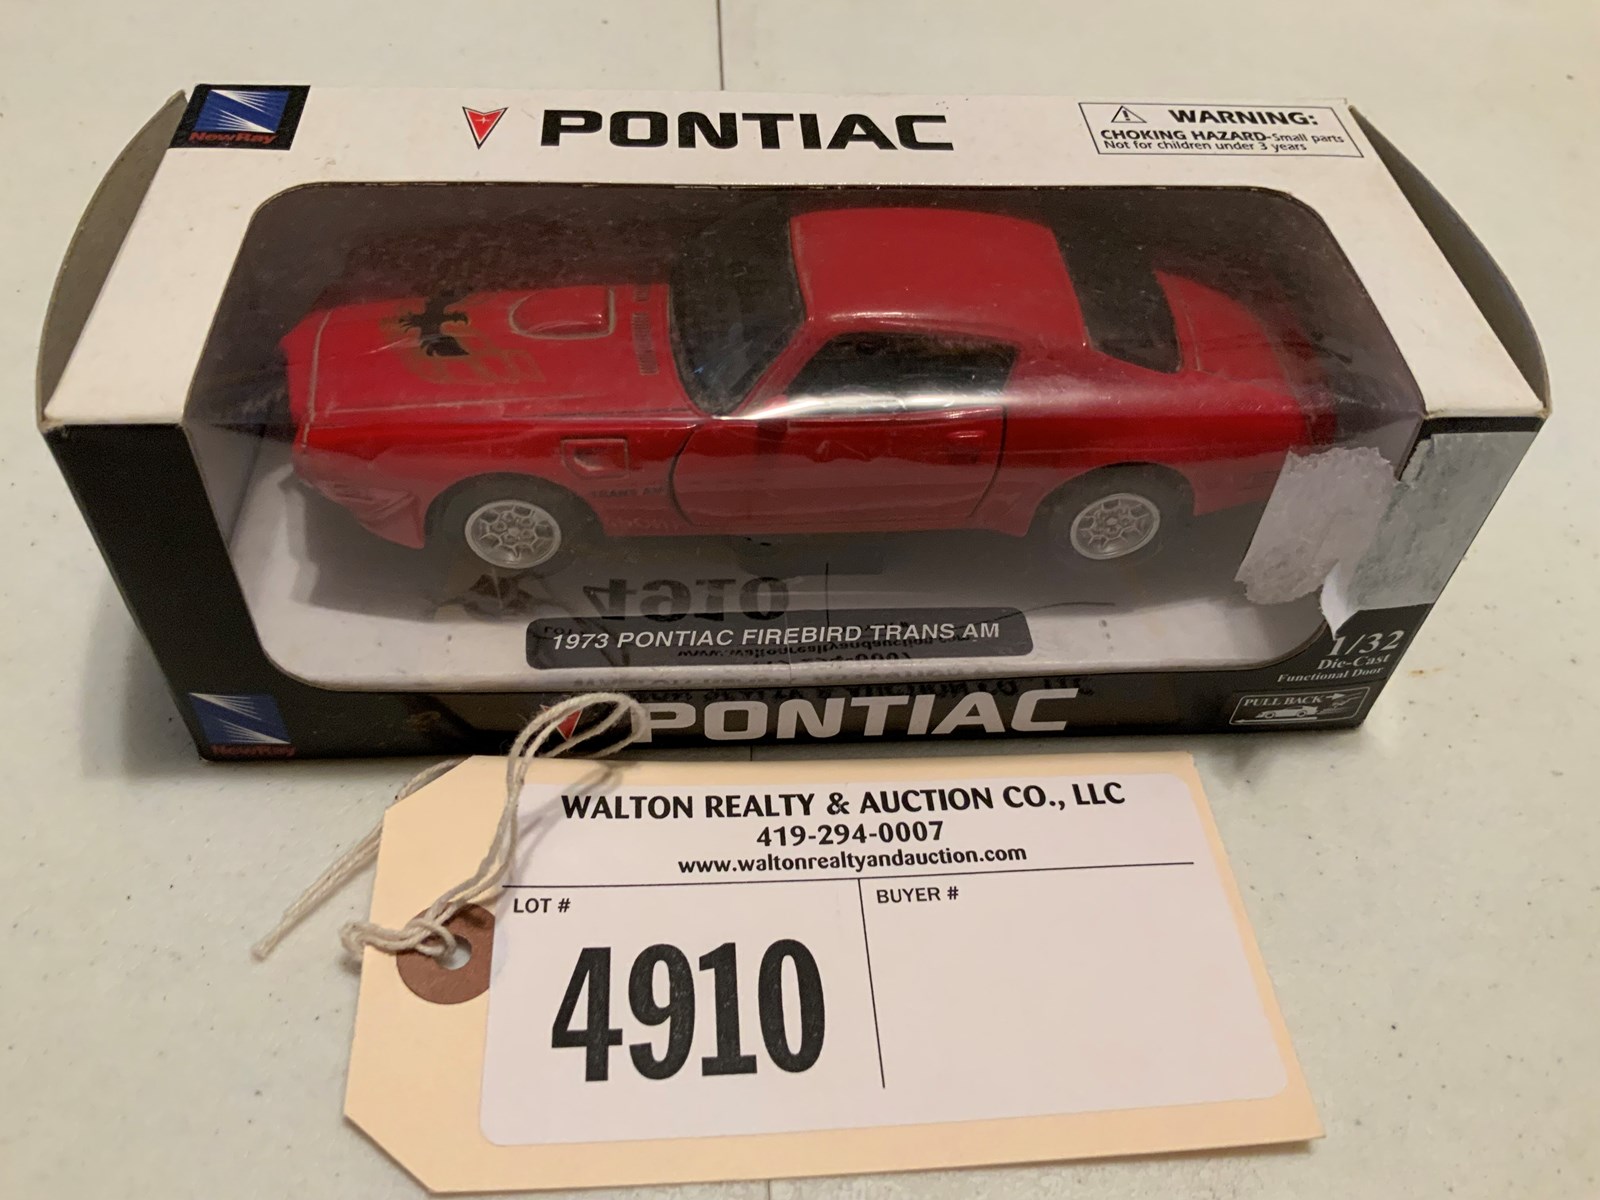 NewRay
PONTIAC
WARNING:
CHOKING HAZARD-Small parts
Not for children under 3 years
TRANS AM
1973 PONTIAC FIREBIRD TRANS AM
1/32
Die-Cast
Functional Door
NewRay
PONTIAC
PULL BACK
WALTON REALTY & AUCTION CO., LLC
419-294-0007
www.waltonrealtyandauction.com
LOT #
BUYER #
4910